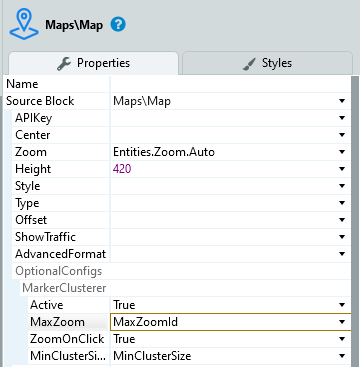 Maps\Map ?
Properties Styles
Name
Source Block Maps\Map
APIKey
Center
Zoom Entities.Zoom.Auto
Height 420
Style
Type
Offset
ShowTraffic
AdvancedFormat
OptionalConfigs
MarkerClusterer
Active True
MaxZoom MaxZoomId
ZoomOnClick True
MinClusterSi... MinClusterSize